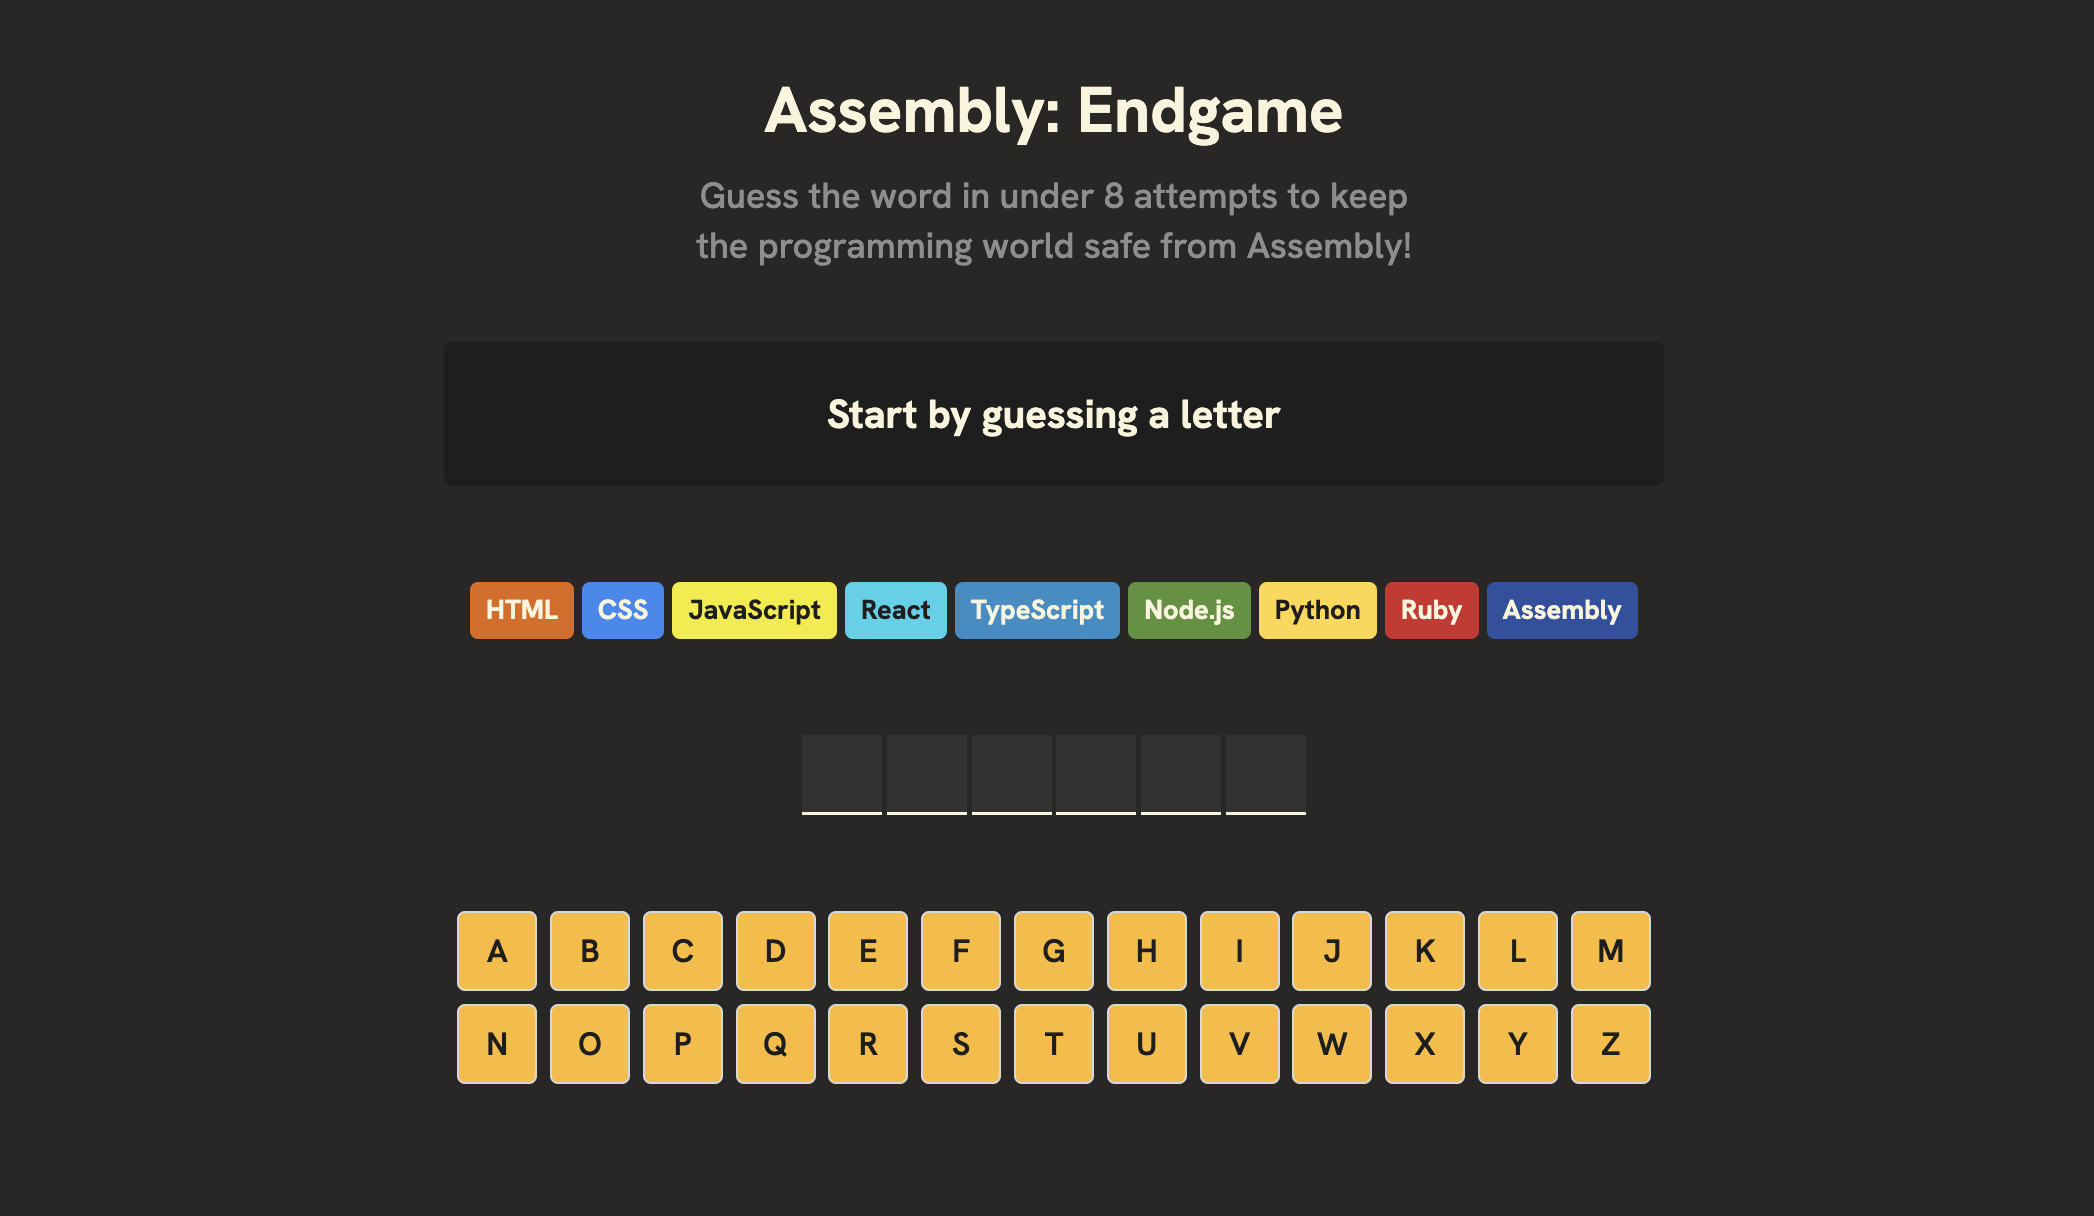 Assembly: Endgame
Guess the word in under 8 attempts to keep
the programming world safe from Assembly!
Start by guessing a letter
HTML CSS JavaScript React TypeScript Node.js Python Ruby Assembly
A B C D E F G H I J K L M
N O P Q R S T U V W X Y Z